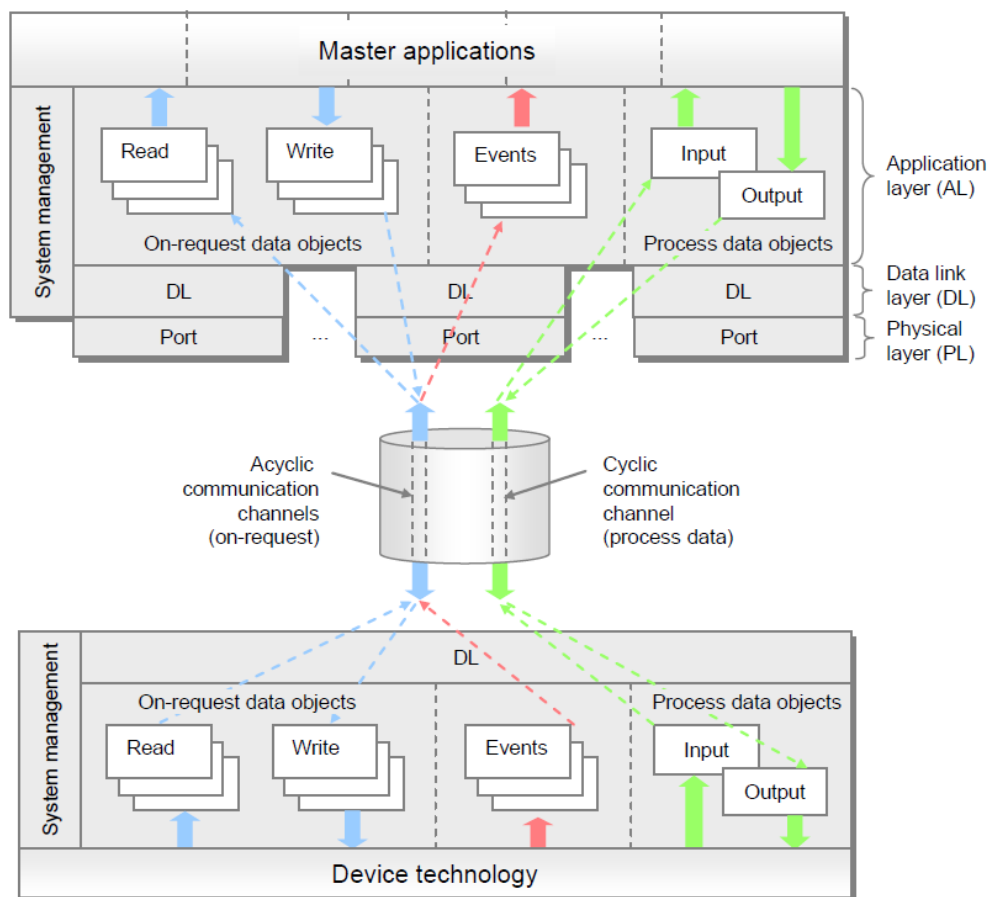 Master applications
System management
Read
Write
Events
Input
Output
On-request data objects
Process data objects
Application
layer (AL)
DL
DL
DL
Data link
layer (DL)
Port
...
Port
...
Port
Physical
layer (PL)
Acyclic
communication
channels
(on-request)
Cyclic
communication
channel
(process data)
System management
DL
On-request data objects
Process data objects
Read
Write
Events
Input
Output
Device technology